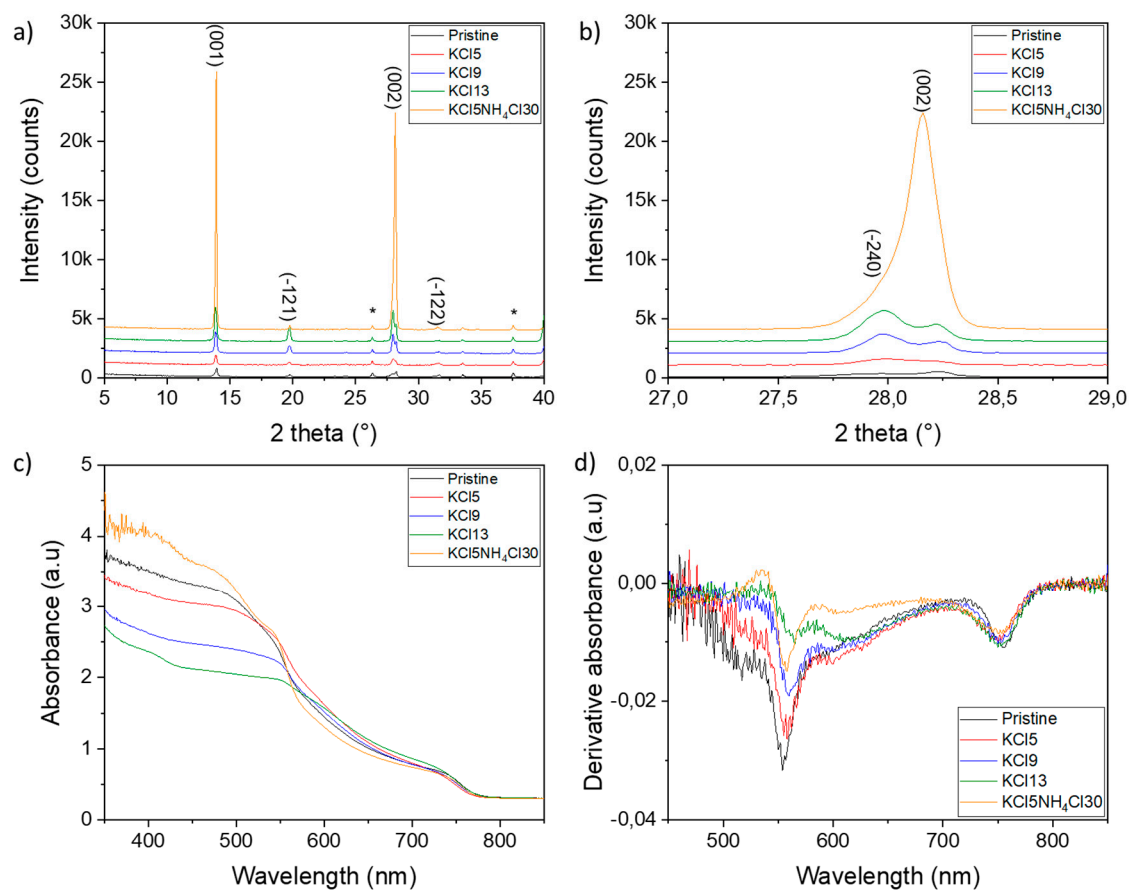 a)
30k
25k
20k
15k
10k
5k
0
Intensity (counts)
5 10 15 20 25 30 35 40
2 theta (°)
(001)
(-121)
(002)
(-122)
*
*
Pristine
KCl5
KCl9
KCl13
KCl5NH₄Cl30
b)
30k
25k
20k
15k
10k
5k
0
Intensity (counts)
27,0 27,5 28,0 28,5 29,0
2 theta (°)
(-240)
(002)
Pristine
KCl5
KCl9
KCl13
KCl5NH₄Cl30
c)
5
4
3
2
1
0
Absorbance (a.u)
400 500 600 700 800
Wavelength (nm)
Pristine
KCl5
KCl9
KCl13
KCl5NH₄Cl30
d)
0,02
0,00
-0,02
-0,04
Derivative absorbance (a.u)
500 600 700 800
Wavelength (nm)
Pristine
KCl5
KCl9
KCl13
KCl5NH₄Cl30